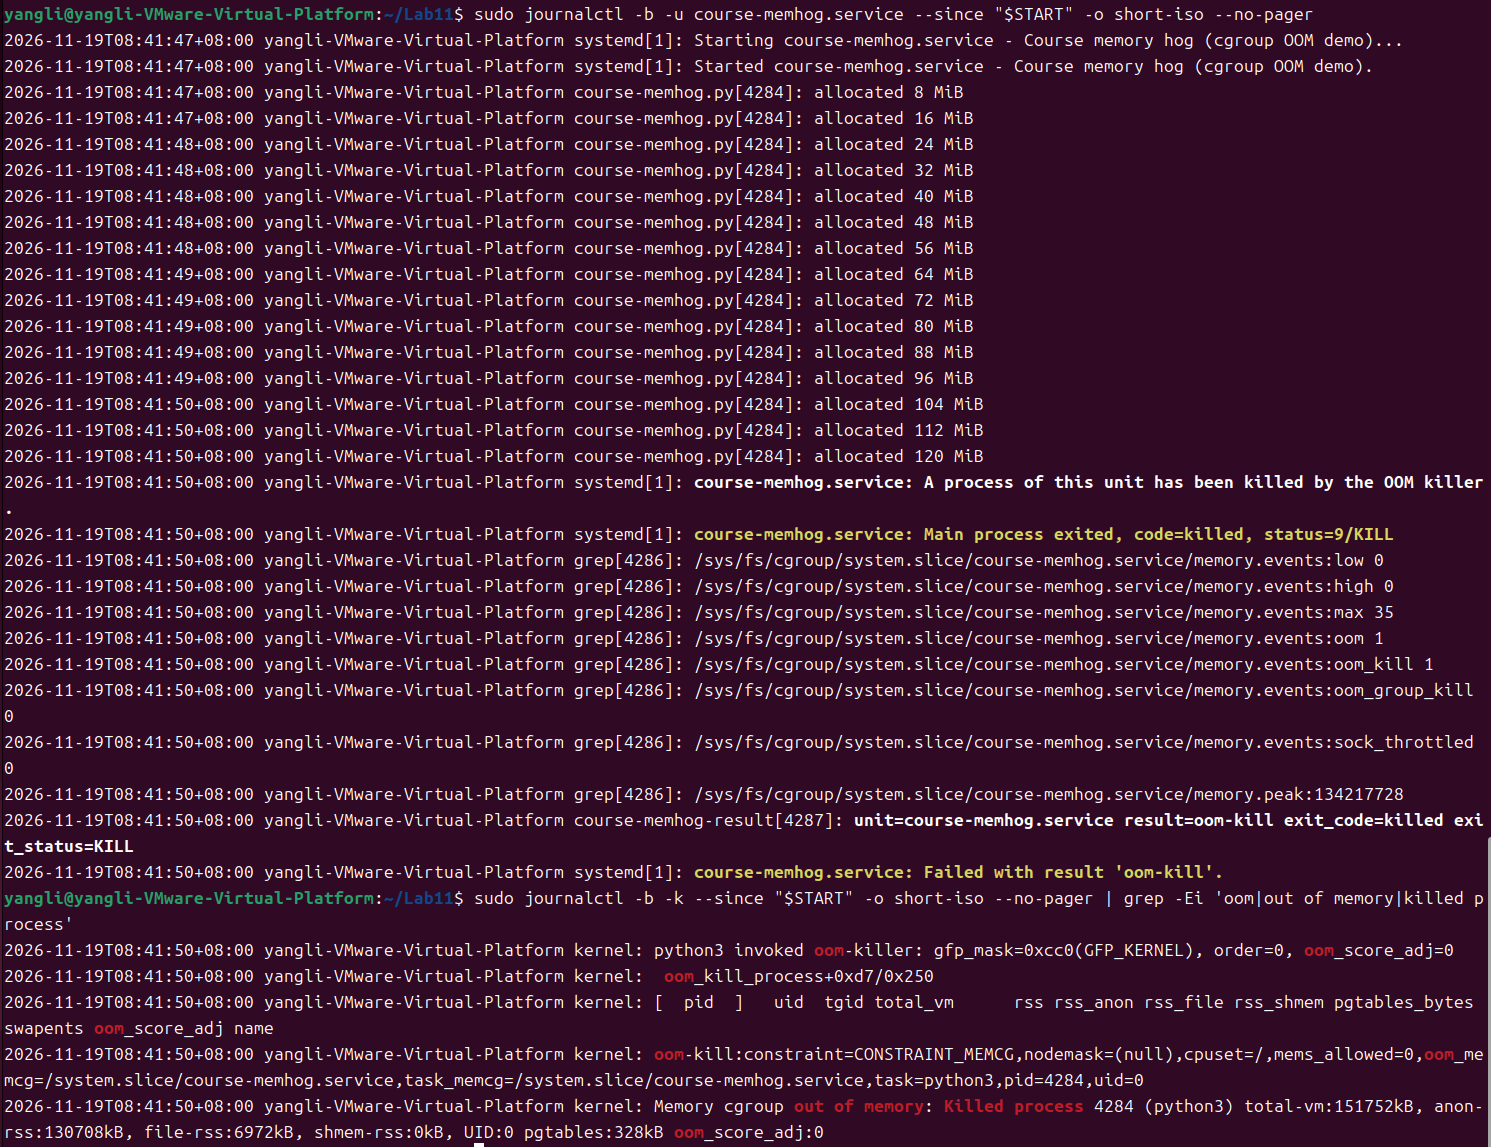 yangli@yangli-VMware-Virtual-Platform:~/Lab11$ sudo journalctl -b -u course-memhog.service --since "$START" -o short-iso --no-pager
2026-11-19T08:41:47+08:00 yangli-VMware-Virtual-Platform systemd[1]: Starting course-memhog.service - Course memory hog (cgroup OOM demo)...
2026-11-19T08:41:47+08:00 yangli-VMware-Virtual-Platform systemd[1]: Started course-memhog.service - Course memory hog (cgroup OOM demo).
2026-11-19T08:41:47+08:00 yangli-VMware-Virtual-Platform course-memhog.py[4284]: allocated 8 MiB
2026-11-19T08:41:47+08:00 yangli-VMware-Virtual-Platform course-memhog.py[4284]: allocated 16 MiB
2026-11-19T08:41:48+08:00 yangli-VMware-Virtual-Platform course-memhog.py[4284]: allocated 24 MiB
2026-11-19T08:41:48+08:00 yangli-VMware-Virtual-Platform course-memhog.py[4284]: allocated 32 MiB
2026-11-19T08:41:48+08:00 yangli-VMware-Virtual-Platform course-memhog.py[4284]: allocated 40 MiB
2026-11-19T08:41:48+08:00 yangli-VMware-Virtual-Platform course-memhog.py[4284]: allocated 48 MiB
2026-11-19T08:41:48+08:00 yangli-VMware-Virtual-Platform course-memhog.py[4284]: allocated 56 MiB
2026-11-19T08:41:49+08:00 yangli-VMware-Virtual-Platform course-memhog.py[4284]: allocated 64 MiB
2026-11-19T08:41:49+08:00 yangli-VMware-Virtual-Platform course-memhog.py[4284]: allocated 72 MiB
2026-11-19T08:41:49+08:00 yangli-VMware-Virtual-Platform course-memhog.py[4284]: allocated 80 MiB
2026-11-19T08:41:49+08:00 yangli-VMware-Virtual-Platform course-memhog.py[4284]: allocated 88 MiB
2026-11-19T08:41:49+08:00 yangli-VMware-Virtual-Platform course-memhog.py[4284]: allocated 96 MiB
2026-11-19T08:41:50+08:00 yangli-VMware-Virtual-Platform course-memhog.py[4284]: allocated 104 MiB
2026-11-19T08:41:50+08:00 yangli-VMware-Virtual-Platform course-memhog.py[4284]: allocated 112 MiB
2026-11-19T08:41:50+08:00 yangli-VMware-Virtual-Platform course-memhog.py[4284]: allocated 120 MiB
2026-11-19T08:41:50+08:00 yangli-VMware-Virtual-Platform systemd[1]: course-memhog.service: A process of this unit has been killed by the OOM killer
.
2026-11-19T08:41:50+08:00 yangli-VMware-Virtual-Platform systemd[1]: course-memhog.service: Main process exited, code=killed, status=9/KILL
2026-11-19T08:41:50+08:00 yangli-VMware-Virtual-Platform grep[4286]: /sys/fs/cgroup/system.slice/course-memhog.service/memory.events:low 0
2026-11-19T08:41:50+08:00 yangli-VMware-Virtual-Platform grep[4286]: /sys/fs/cgroup/system.slice/course-memhog.service/memory.events:high 0
2026-11-19T08:41:50+08:00 yangli-VMware-Virtual-Platform grep[4286]: /sys/fs/cgroup/system.slice/course-memhog.service/memory.events:max 35
2026-11-19T08:41:50+08:00 yangli-VMware-Virtual-Platform grep[4286]: /sys/fs/cgroup/system.slice/course-memhog.service/memory.events:oom 1
2026-11-19T08:41:50+08:00 yangli-VMware-Virtual-Platform grep[4286]: /sys/fs/cgroup/system.slice/course-memhog.service/memory.events:oom_kill 1
2026-11-19T08:41:50+08:00 yangli-VMware-Virtual-Platform grep[4286]: /sys/fs/cgroup/system.slice/course-memhog.service/memory.events:oom_group_kill
0
2026-11-19T08:41:50+08:00 yangli-VMware-Virtual-Platform grep[4286]: /sys/fs/cgroup/system.slice/course-memhog.service/memory.events:sock_throttled
0
2026-11-19T08:41:50+08:00 yangli-VMware-Virtual-Platform grep[4286]: /sys/fs/cgroup/system.slice/course-memhog.service/memory.peak:134217728
2026-11-19T08:41:50+08:00 yangli-VMware-Virtual-Platform course-memhog-result[4287]: unit=course-memhog.service result=oom-kill exit_code=killed exi
t_status=KILL
2026-11-19T08:41:50+08:00 yangli-VMware-Virtual-Platform systemd[1]: course-memhog.service: Failed with result 'oom-kill'.
yangli@yangli-VMware-Virtual-Platform:~/Lab11$ sudo journalctl -b -k --since "$START" -o short-iso --no-pager | grep -Ei 'oom|out of memory|killed p
rocess'
2026-11-19T08:41:50+08:00 yangli-VMware-Virtual-Platform kernel: python3 invoked oom-killer: gfp_mask=0xcc0(GFP_KERNEL), order=0, oom_score_adj=0
2026-11-19T08:41:50+08:00 yangli-VMware-Virtual-Platform kernel:  oom_kill_process+0xd7/0x250
2026-11-19T08:41:50+08:00 yangli-VMware-Virtual-Platform kernel: [  pid  ]   uid  tgid total_vm      rss rss_anon rss_file rss_shmem pgtables_bytes
swapents oom_score_adj name
2026-11-19T08:41:50+08:00 yangli-VMware-Virtual-Platform kernel: oom-kill:constraint=CONSTRAINT_MEMCG,nodemask=(null),cpuset=/,mems_allowed=0,oom_me
mcg=/system.slice/course-memhog.service,task_memcg=/system.slice/course-memhog.service,task=python3,pid=4284,uid=0
2026-11-19T08:41:50+08:00 yangli-VMware-Virtual-Platform kernel: Memory cgroup out of memory: Killed process 4284 (python3) total-vm:151752kB, anon-
rss:130708kB, file-rss:6972kB, shmem-rss:0kB, UID:0 pgtables:328kB oom_score_adj:0